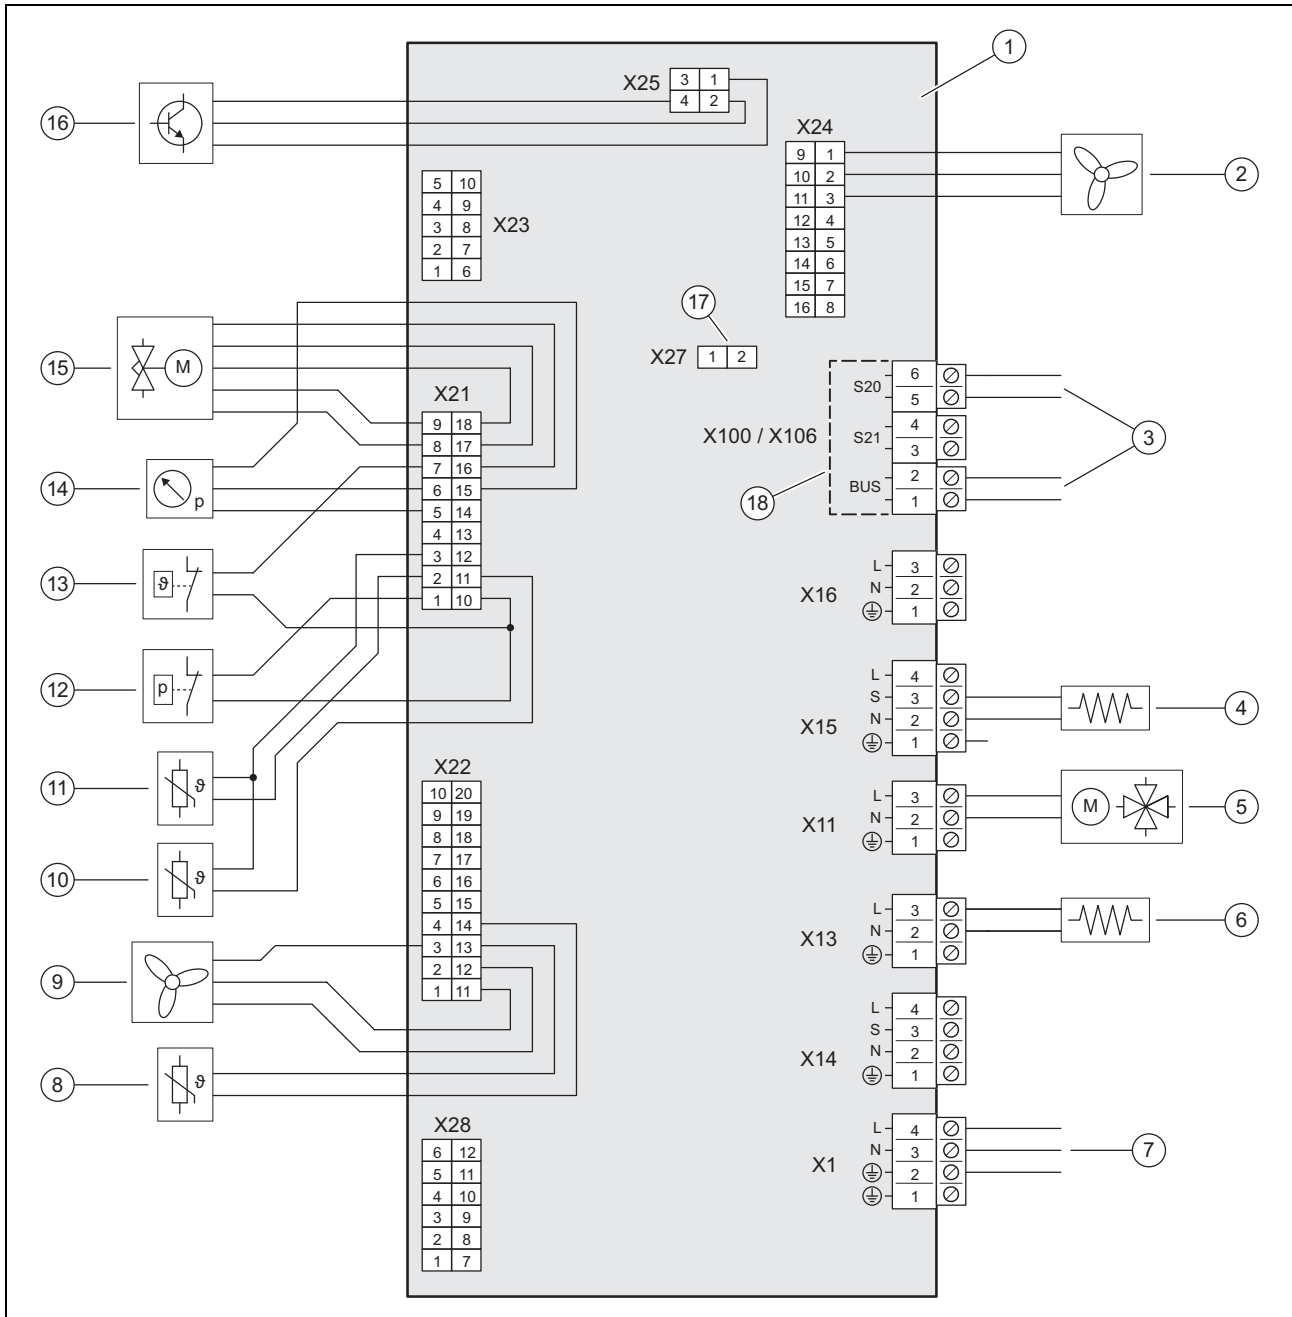 1
X25
3 1
4 2
16
X24
9 1
10 2
11 3
12 4
13 5
14 6
15 7
16 8
2
5 10
4 9
3 8
2 7
1 6
X23
17
X27
1 2
15
M
X21
9 18
8 17
7 16
6 15
5 14
4 13
3 12
2 11
1 10
X100 / X106
S20
6
5
S21
4
3
BUS
2
1
3
18
14
p
13
ϑ
12
p
X16
L 3
N 2
1
X15
L 4
S 3
N 2
1
4
11
ϑ
10
ϑ
X22
10 20
9 19
8 18
7 17
6 16
5 15
4 14
3 13
2 12
1 11
X11
L 3
N 2
1
M
5
X13
L 3
N 2
1
6
9
8
ϑ
X14
L 4
S 3
N 2
1
X28
6 12
5 11
4 10
3 9
2 8
1 7
X1
L 4
N 3
2
1
7